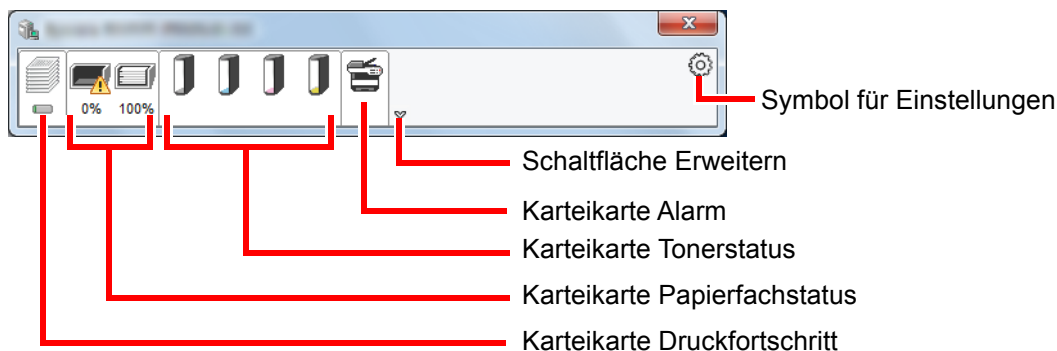 0% 100%
Symbol für Einstellungen
Schaltfläche Erweitern
Karteikarte Alarm
Karteikarte Tonerstatus
Karteikarte Papierfachstatus
Karteikarte Druckfortschritt